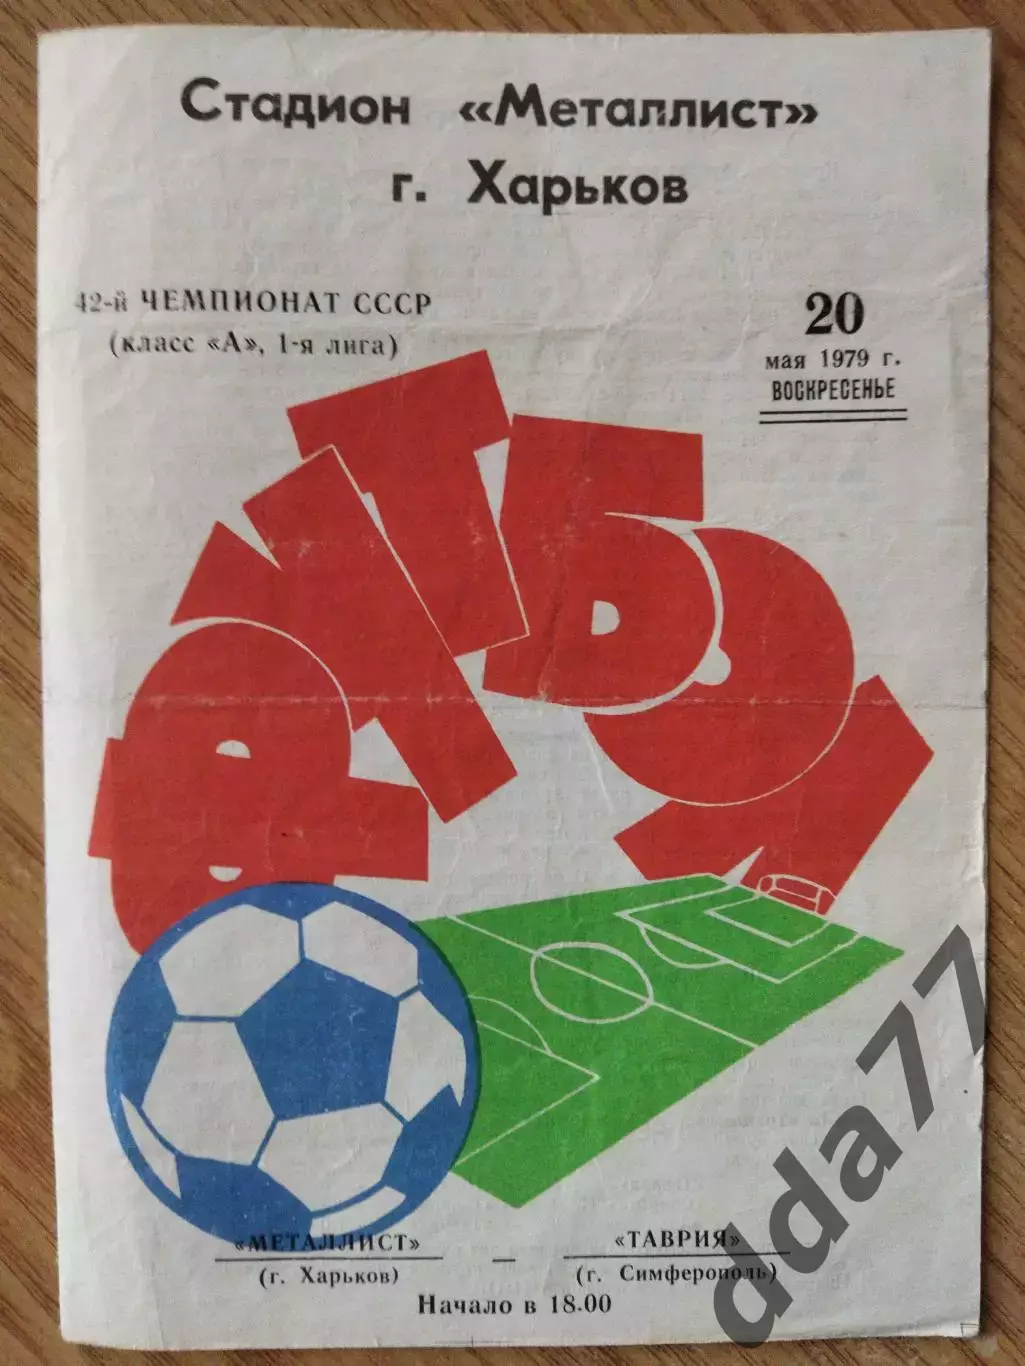 Стадион «Металлист»
г. Харьков
42-й ЧЕМПИОНАТ СССР
(класс «А», 1-я лига)
20
мая 1979 г.
ВОСКРЕСЕНЬЕ
ФУТБОЛ
«МЕТАЛЛИСТ» — «ТАВРИЯ»
(г. Харьков) (г. Симферополь)
Начало в 18.00
dda77